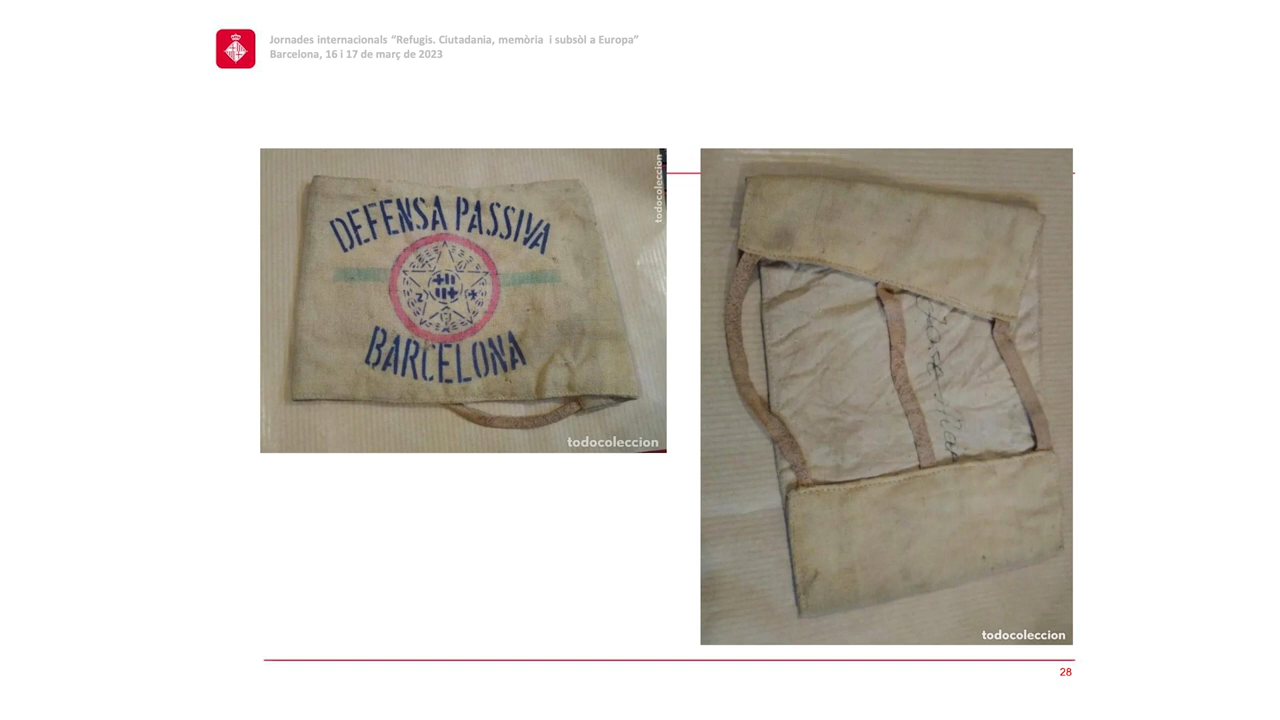 Jornades internacionals “Refugis. Ciutadania, memòria i subsòl a Europa”
Barcelona, 16 i 17 de març de 2023
todocoleccion
DEFENSA PASSIVA
BARCELONA
todocoleccion
todocoleccion
28